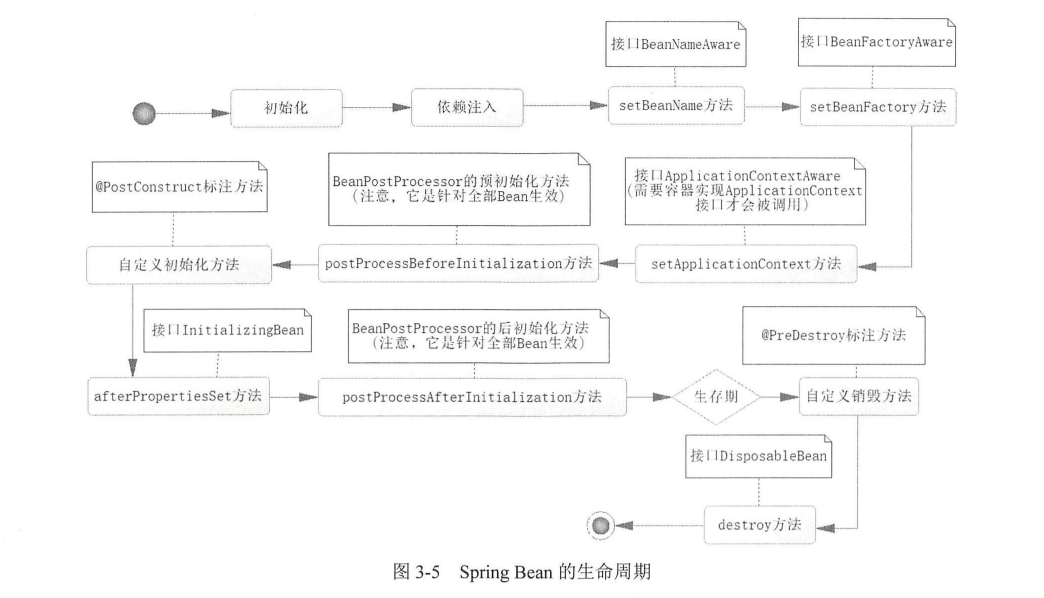 接口BeanNameAware
接口BeanFactoryAware
初始化
依赖注入
setBeanName方法
setBeanFactory方法
@PostConstruct标注方法
BeanPostProcessor的预初始化方法
(注意，它是针对全部Bean生效)
接口ApplicationContextAware
(需要容器实现ApplicationContext
接口才会被调用)
自定义初始化方法
postProcessBeforeInitialization方法
setApplicationContext方法
接口InitializingBean
BeanPostProcessor的后初始化方法
(注意，它是针对全部Bean生效)
@PreDestroy标注方法
afterPropertiesSet方法
postProcessAfterInitialization方法
生存期
自定义销毁方法
接口DisposableBean
destroy方法
图 3-5 Spring Bean 的生命周期